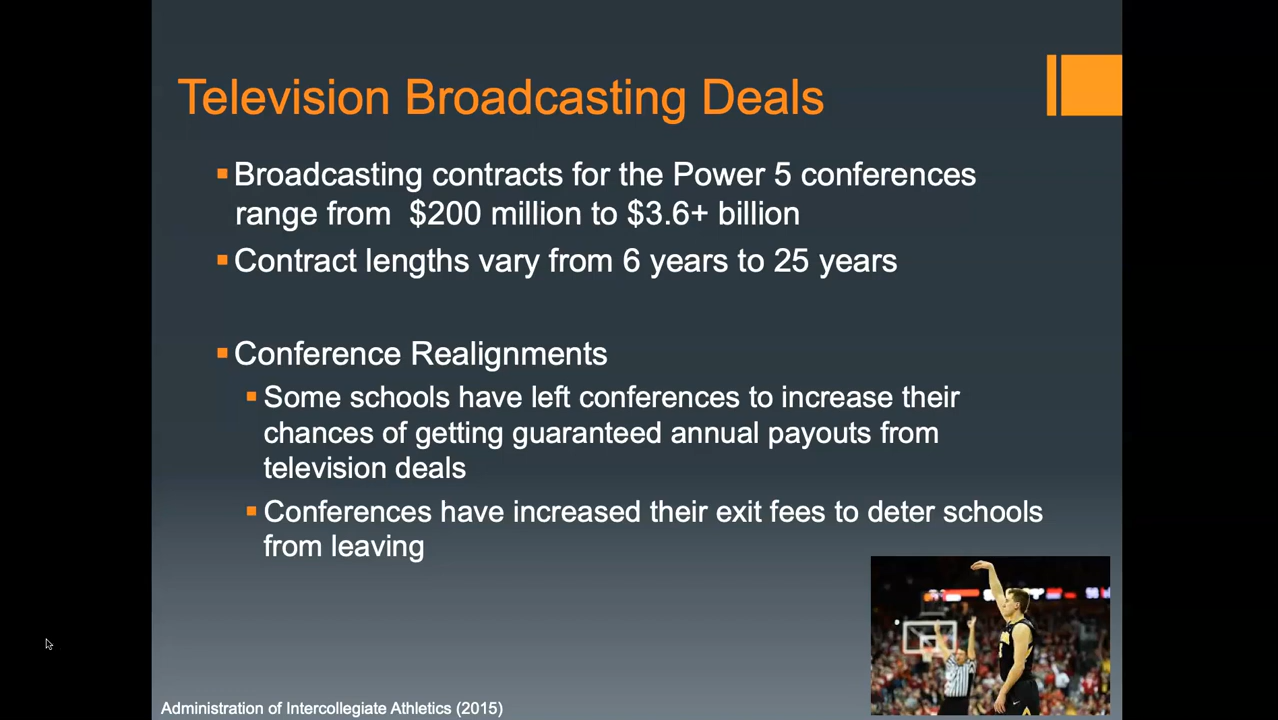 Television Broadcasting Deals
Broadcasting contracts for the Power 5 conferences
range from  $200 million to $3.6+ billion
Contract lengths vary from 6 years to 25 years
Conference Realignments
Some schools have left conferences to increase their
chances of getting guaranteed annual payouts from
television deals
Conferences have increased their exit fees to deter schools
from leaving
Administration of Intercollegiate Athletics (2015)